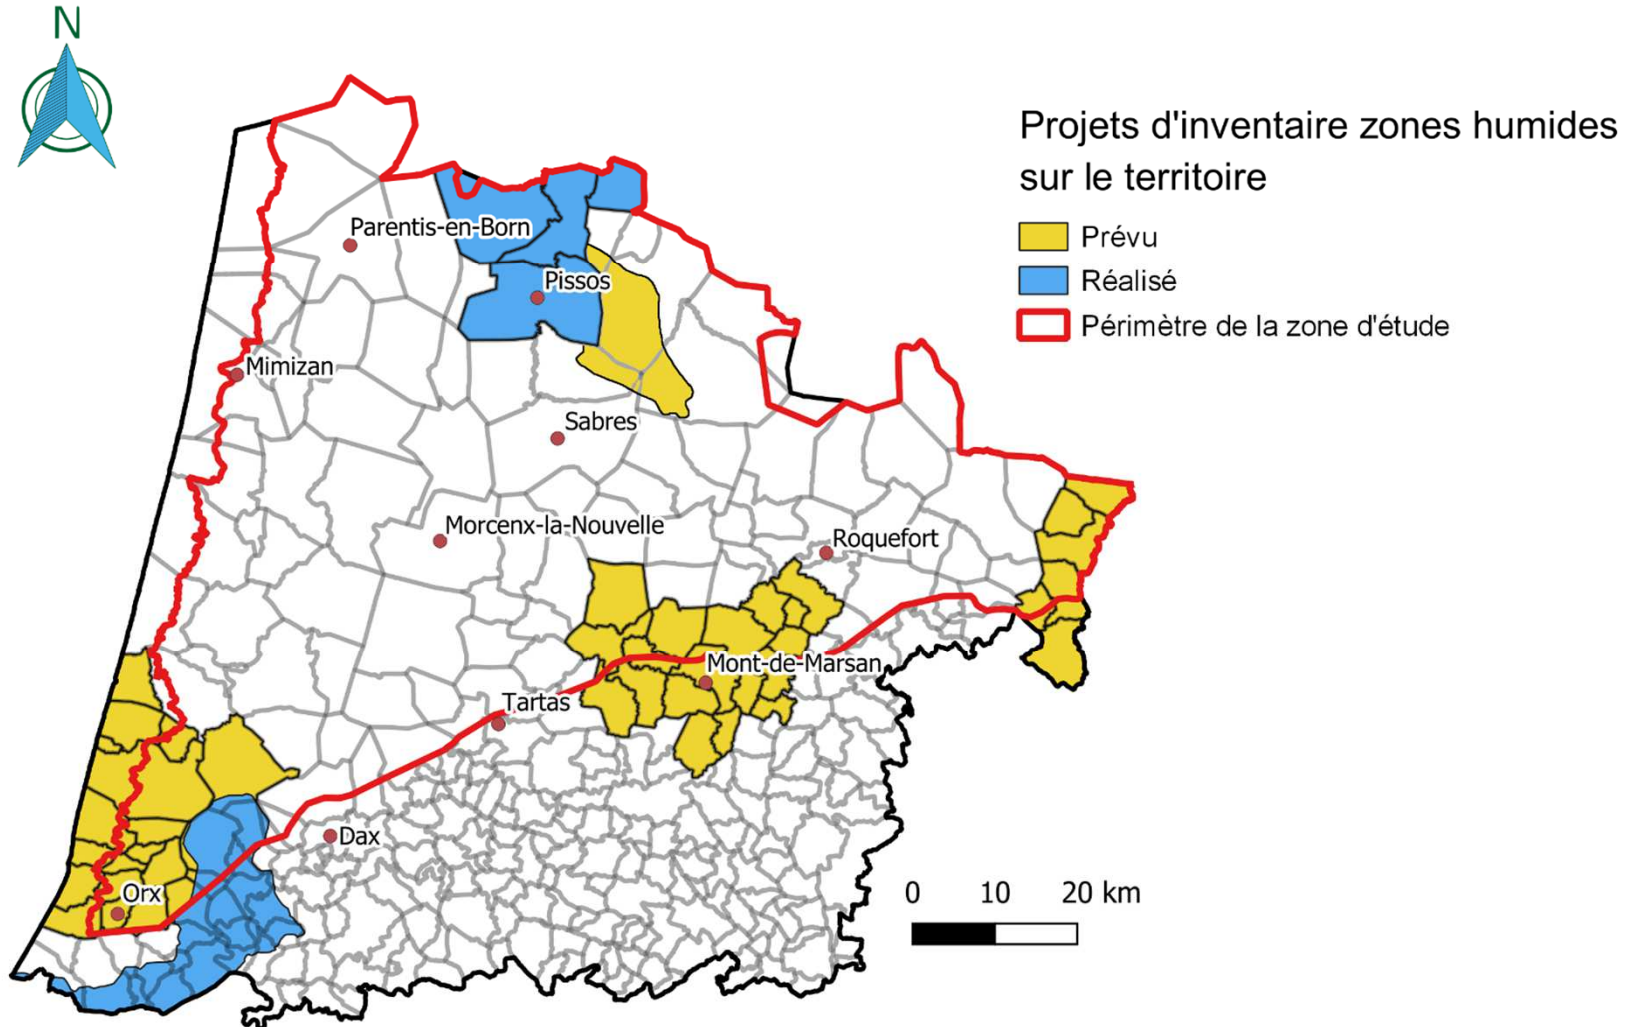 N
Projets d'inventaire zones humides
sur le territoire
Prévu
Réalisé
Périmètre de la zone d'étude
Parentis-en-Born
Pissos
Mimizan
Sabres
Morcenx-la-Nouvelle
Roquefort
Mont-de-Marsan
Tartas
Dax
Orx
0 10 20 km